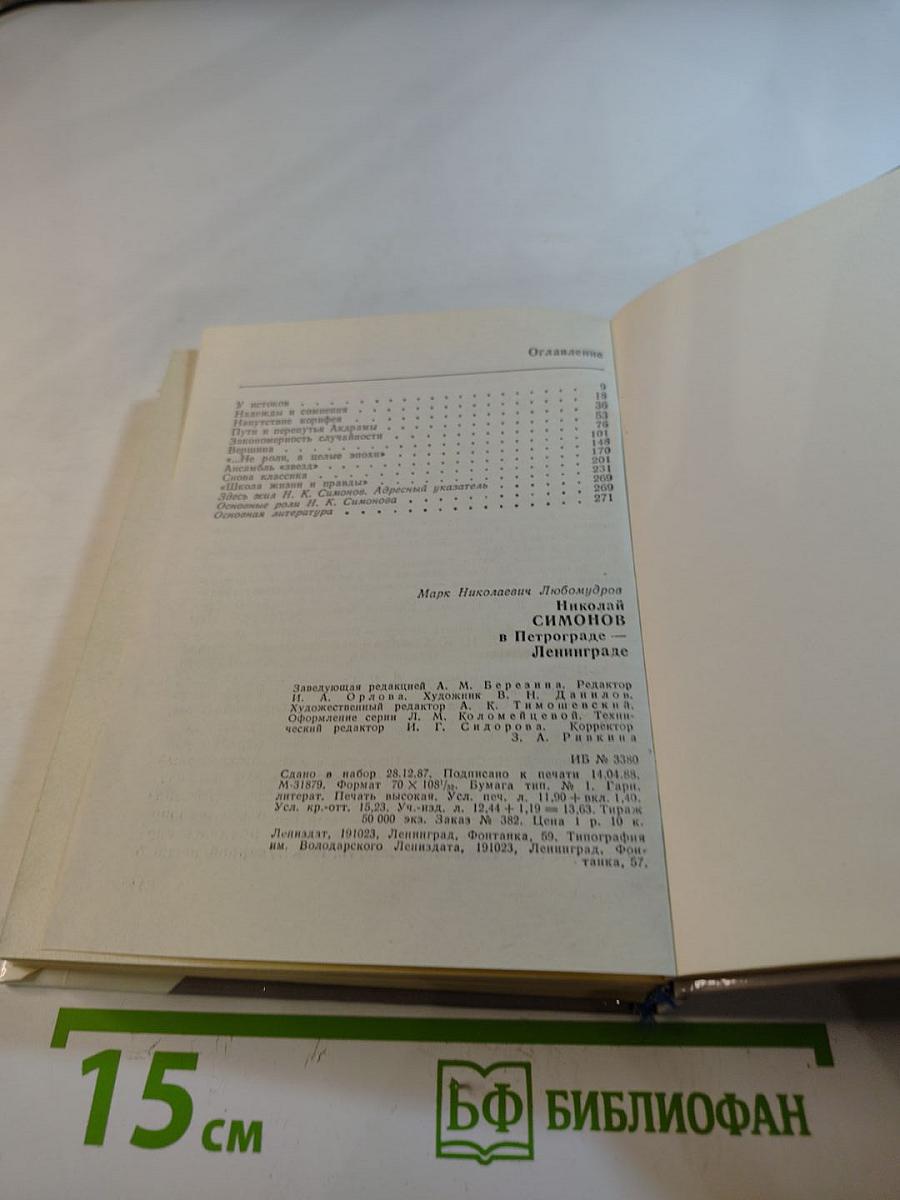 Оглавление
У истоков . . . 9
Надежды и сомнения . . . 18
Напутствие корифея . . . 36
Пути и перепутья Акдрамы . . . 53
Закономерность случайности . . . 76
Вершина . . . 101
«...Не роли, а целые эпохи» . . . 148
Ансамбль «звезд» . . . 170
Снова классика . . . 201
«Школа жизни и правды» . . . 231
Здесь жил Н. К. Симонов. Адресный указатель . . . 269
Основные роли Н. К. Симонова . . . 269
Основная литература . . . 271
Марк Николаевич Любомудров
Николай
СИМОНОВ
в Петрограде —
Ленинграде
Заведующая редакцией А. М. Березина. Редактор
И. А. Орлова. Художник В. Н. Данилов.
Художественный редактор А. К. Тимошевский.
Оформление серии Л. М. Коломейцевой. Техни-
ческий редактор И. Г. Сидорова. Корректор
З. А. Ривкина
ИБ № 3380
Сдано в набор 28.12.87. Подписано к печати 14.04.88.
М-31879. Формат 70 × 108¹/₃₂. Бумага тип. № 1. Гарн.
литерат. Печать высокая. Усл. печ. л. 11,90 + вкл. 1,40.
Усл. кр.-отт. 15,23. Уч.-изд. л. 12,44 + 1,19 = 13,63. Тираж
50 000 экз. Заказ № 382. Цена 1 р. 10 к.
Лениздат, 191023, Ленинград, Фонтанка, 59. Типография
им. Володарского Лениздата, 191023, Ленинград, Фон-
танка, 57.
15 см
БФ БИБЛИОФАН